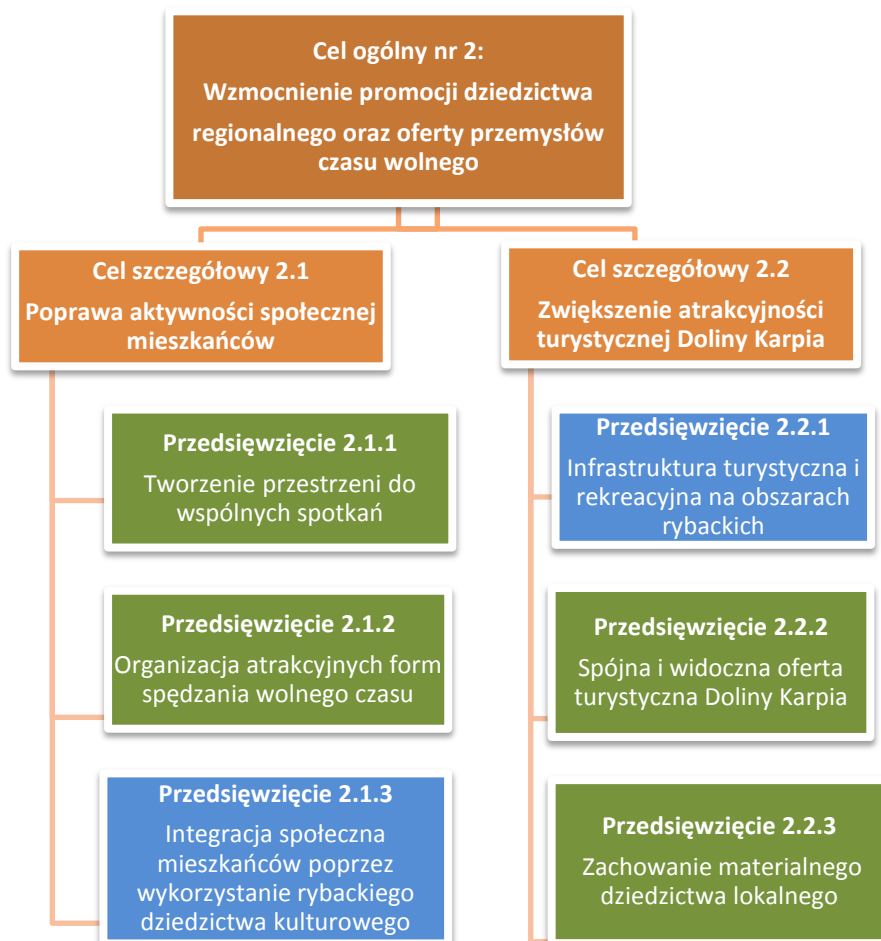 Cel ogólny nr 2:
Wzmocnienie promocji dziedzictwa
regionalnego oraz oferty przemysłów
czasu wolnego
Cel szczegółowy 2.1
Poprawa aktywności społecznej
mieszkańców
Przedsięwzięcie 2.1.1
Tworzenie przestrzeni do
wspólnych spotkań
Przedsięwzięcie 2.1.2
Organizacja atrakcyjnych form
spędzania wolnego czasu
Przedsięwzięcie 2.1.3
Integracja społeczna
mieszkańców poprzez
wykorzystanie rybackiego
dziedzictwa kulturowego
Cel szczegółowy 2.2
Zwiększenie atrakcyjności
turystycznej Doliny Karpia
Przedsięwzięcie 2.2.1
Infrastruktura turystyczna i
rekreacyjna na obszarach
rybackich
Przedsięwzięcie 2.2.2
Spójna i widoczna oferta
turystyczna Doliny Karpia
Przedsięwzięcie 2.2.3
Zachowanie materialnego
dziedzictwa lokalnego